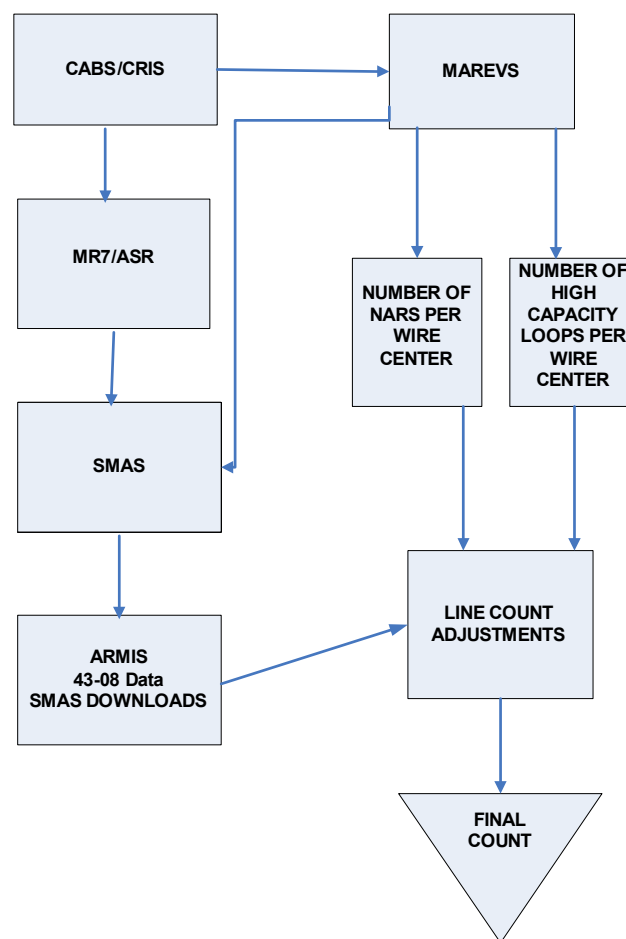 CABS/CRIS
MAREVS
MR7/ASR
NUMBER OF
NARS PER
WIRE
CENTER
NUMBER OF
HIGH
CAPACITY
LOOPS PER
WIRE
CENTER
SMAS
ARMIS
43-08 Data
SMAS DOWNLOADS
LINE COUNT
ADJUSTMENTS
FINAL
COUNT